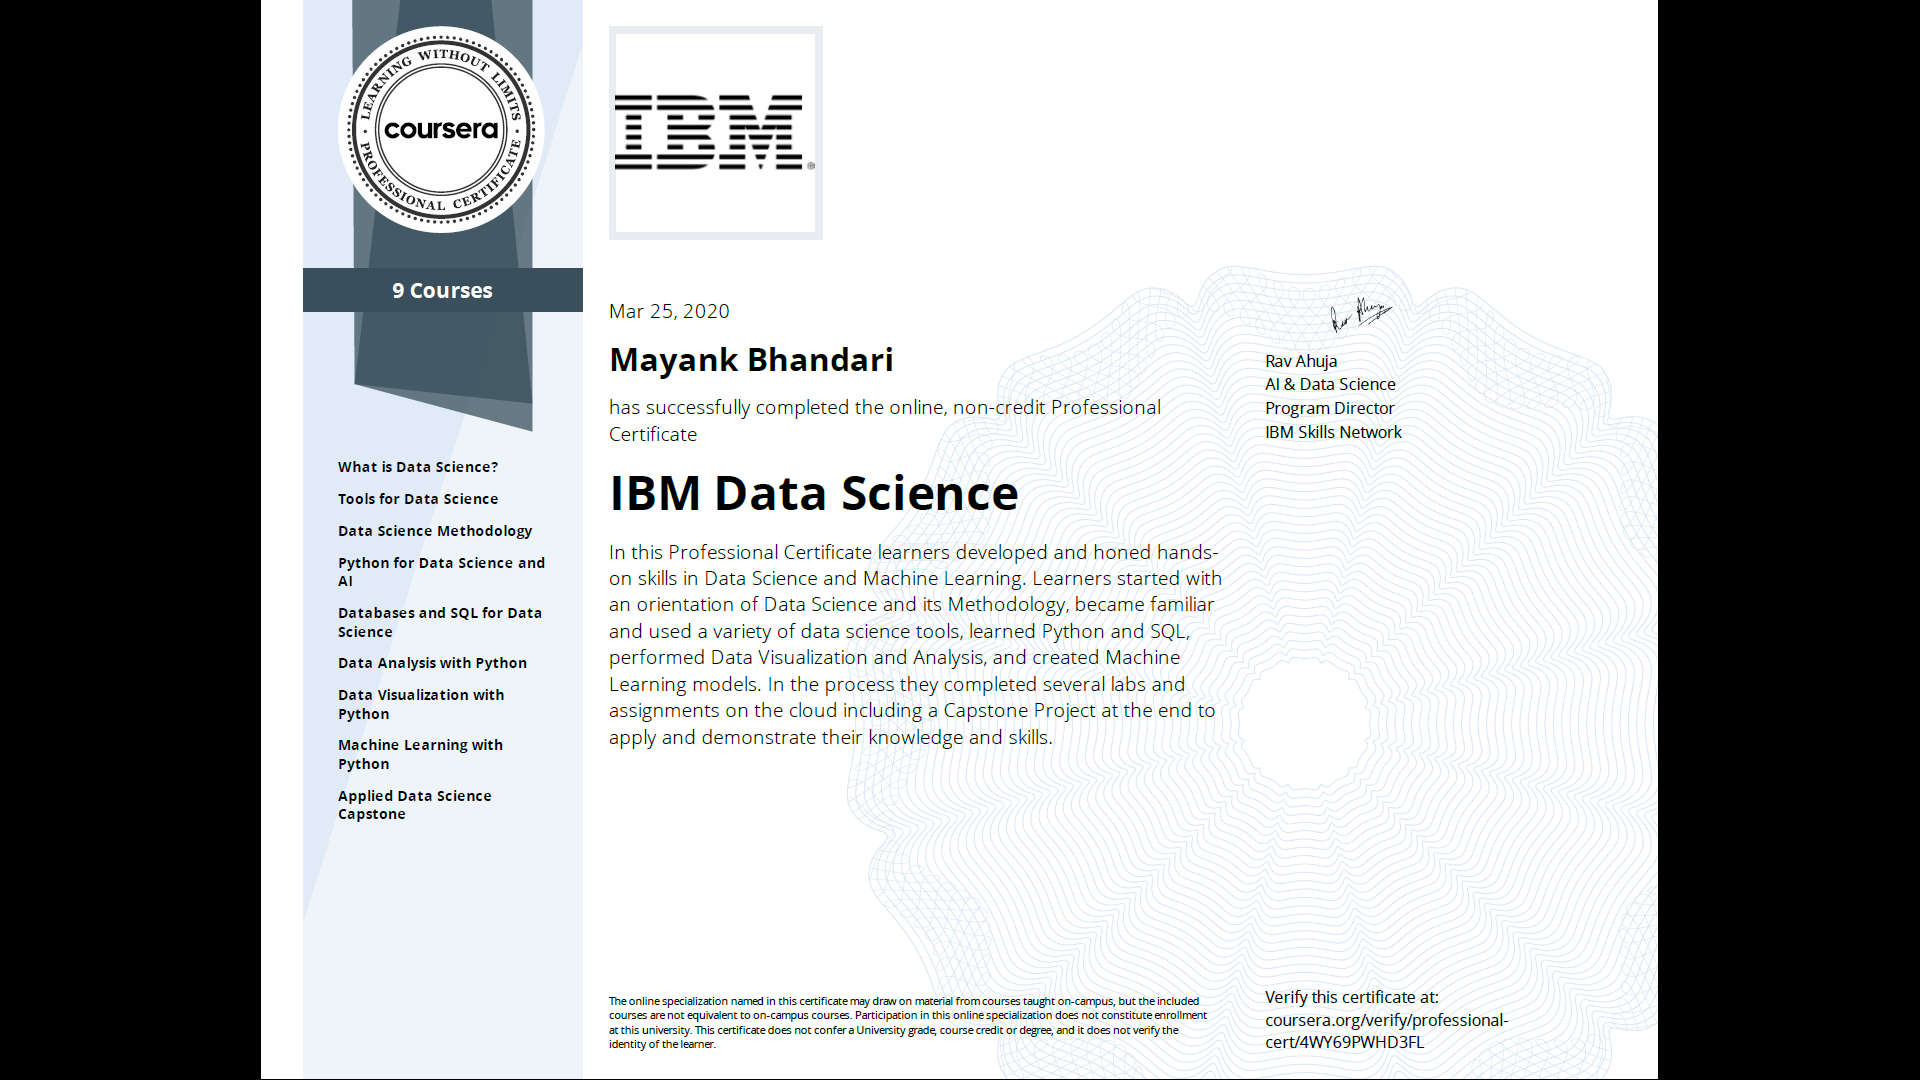 LEARNING WITHOUT LIMITS
coursera
PROFESSIONAL CERTIFICATE
9 Courses
What is Data Science?
Tools for Data Science
Data Science Methodology
Python for Data Science and
AI
Databases and SQL for Data
Science
Data Analysis with Python
Data Visualization with
Python
Machine Learning with
Python
Applied Data Science
Capstone
IBM®
Mar 25, 2020
Mayank Bhandari
has successfully completed the online, non-credit Professional
Certificate
IBM Data Science
In this Professional Certificate learners developed and honed hands-
on skills in Data Science and Machine Learning. Learners started with
an orientation of Data Science and its Methodology, became familiar
and used a variety of data science tools, learned Python and SQL,
performed Data Visualization and Analysis, and created Machine
Learning models. In the process they completed several labs and
assignments on the cloud including a Capstone Project at the end to
apply and demonstrate their knowledge and skills.
The online specialization named in this certificate may draw on material from courses taught on-campus, but the included
courses are not equivalent to on-campus courses. Participation in this online specialization does not constitute enrollment
at this university. This certificate does not confer a University grade, course credit or degree, and it does not verify the
identity of the learner.
Rav Ahuja
Rav Ahuja
AI & Data Science
Program Director
IBM Skills Network
Verify this certificate at:
coursera.org/verify/professional-
cert/4WY69PWHD3FL